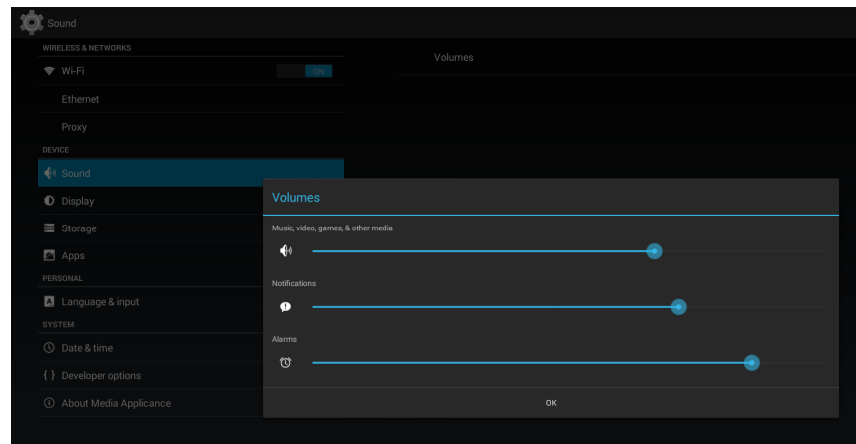 Sound
WIRELESS & NETWORKS
Wi-Fi
ON
Ethernet
Proxy
DEVICE
Sound
Display
Storage
Apps
PERSONAL
Language & input
SYSTEM
Date & time
Developer options
About Media Applicance
Volumes
Volumes
Music, video, games, & other media
Notifications
Alarms
OK